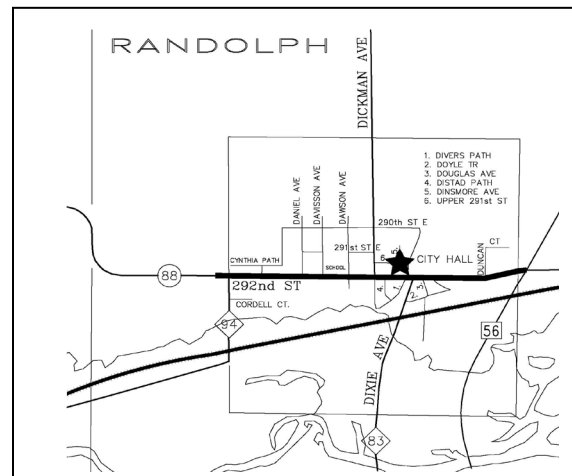 RANDOLPH
DICKMAN AVE
1. DIVERS PATH
2. DOYLE TR
3. DOUGLAS AVE
4. DISTAD PATH
5. DINSMORE AVE
6. UPPER 291st ST
DANIEL AVE
DAVISSON AVE
DAWSON AVE
290th ST E
291st ST E
5.
6.
CITY HALL
DUNCAN
CT
CYNTHIA PATH
SCHOOL
88
292nd ST
4.
1.
2.
3.
CORDELL CT.
94
56
DIXIE AVE
83